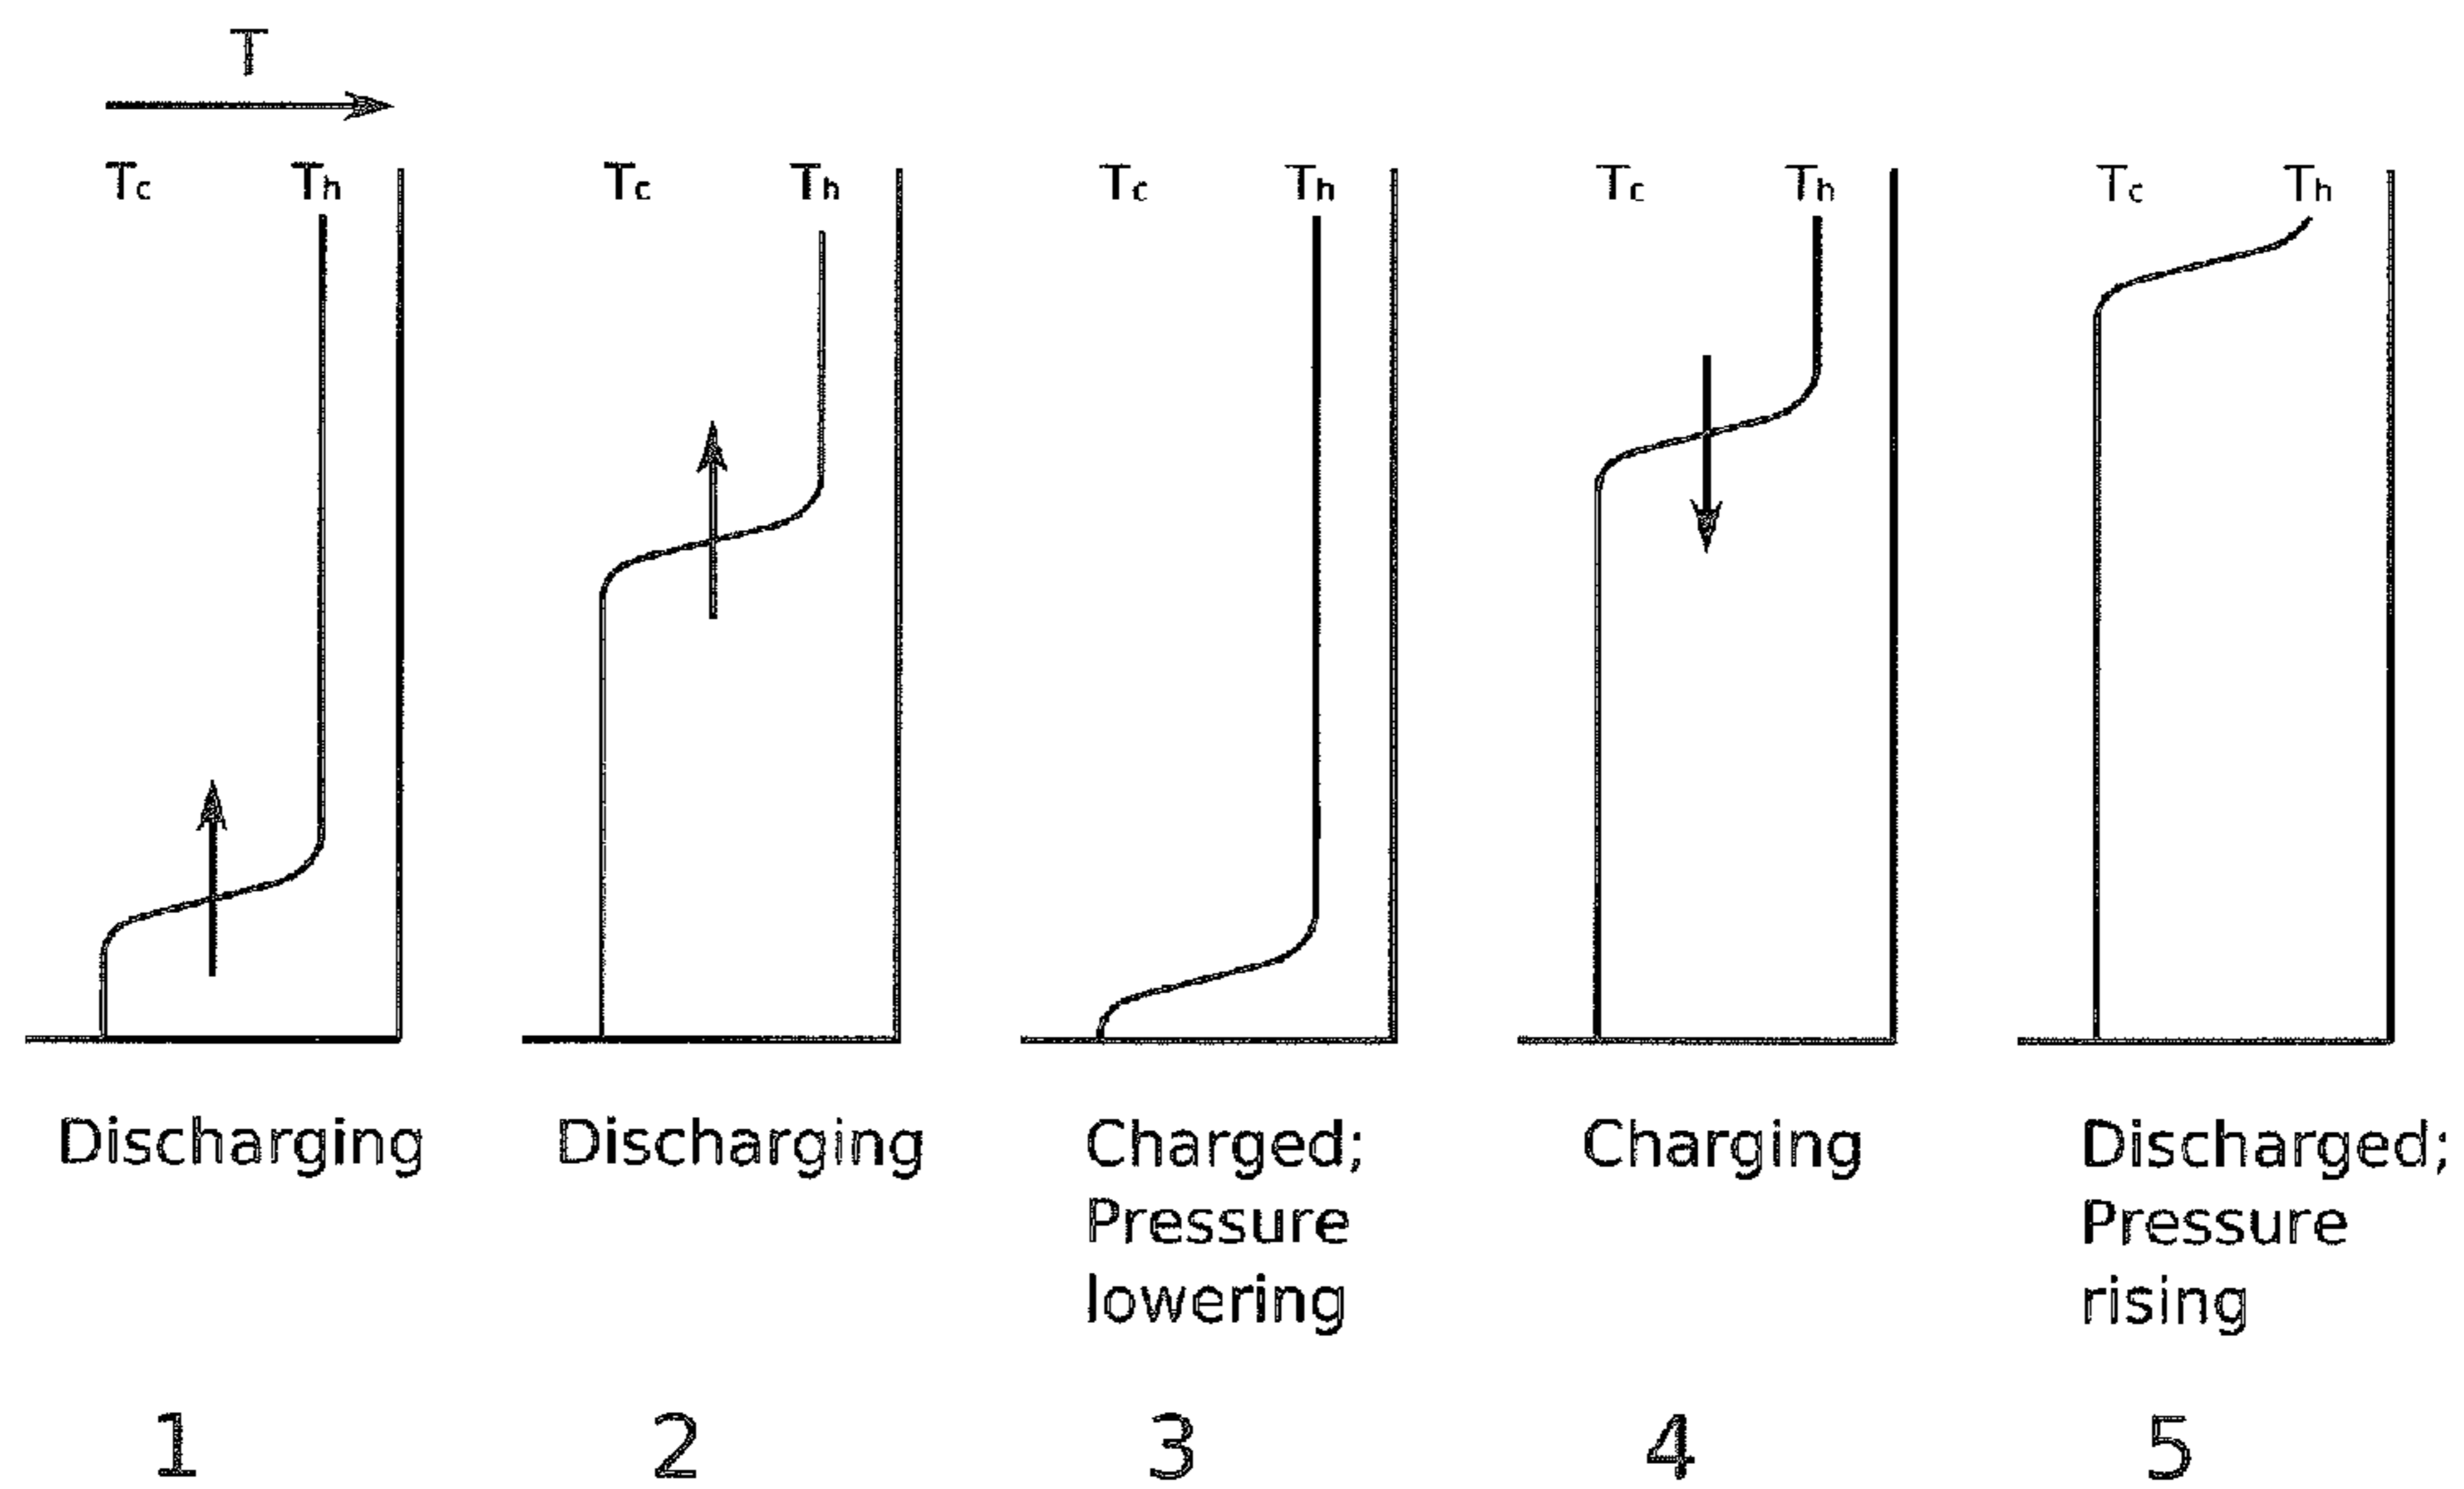 T
Tc Th Tc Th Tc Th Tc Th Tc Th
Discharging Discharging Charged; Charging Discharged;
Pressure Pressure
lowering rising
1 2 3 4 5